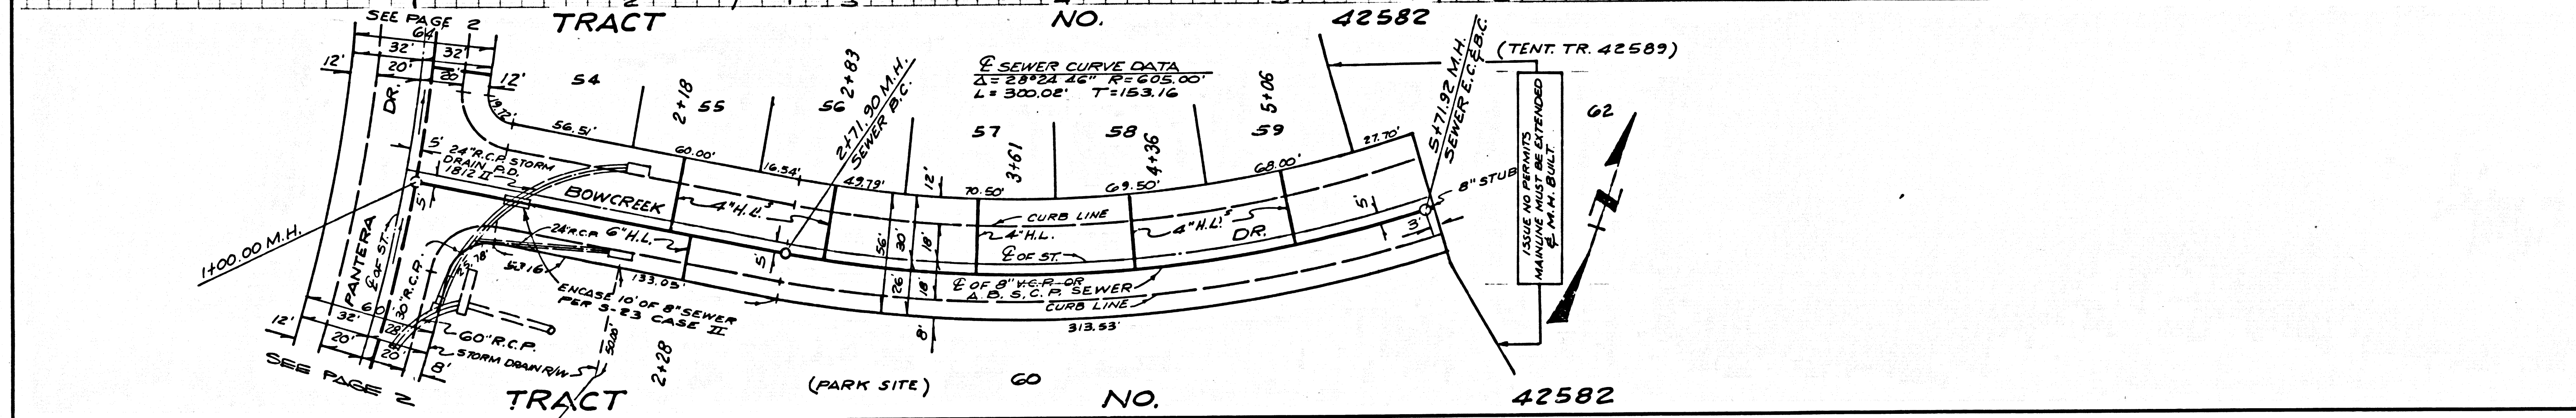 SEE PAGE 2
TRACT NO. 42582
64'
32' 32'
20' 20'
12' 12'
DR.
19.72'
54
55
56
57
58
59
62
2+18
2+83
3+61
4+36
5+06
2+71.90 M.H.
SEWER B.C.
℄ SEWER CURVE DATA
Δ = 28°24'46" R = 605.00'
L = 300.02' T = 153.16
5+71.92 M.H.
SEWER E.C. & B.C.
(TENT. TR. 42589)
ISSUE NO PERMITS
MAINLINE MUST BE EXTENDED
& M.H. BUILT.
8" STUB
56.51'
60.00'
16.54'
49.79'
12'
70.50'
69.50'
68.00'
27.70'
5'
24" R.C.P. STORM
DRAIN P.D.
1812 II
BOWCREEK
4" H.L.S
CURB LINE
4" H.L.
4" H.L.S
DR.
℄ OF ST.
5'
3'
5'
5'
1+00.00 M.H.
PANTERA
℄ OF ST.
24" R.C.P.
6" H.L.
56' 30' 18'
26' 18'
℄ OF 8" V.C.P. OR
A.B.S.C.P. SEWER
CURB LINE
313.53'
8'
25.78'
53.16
133.05'
30" R.C.P.
ENCASE 10' OF 8" SEWER
PER S-23 CASE II
60'
32' 28'
12'
20' 20'
8'
60" R.C.P.
STORM DRAIN R/W
50.00'
2+28
SEE PAGE 2
(PARK SITE)
60
TRACT NO. 42582